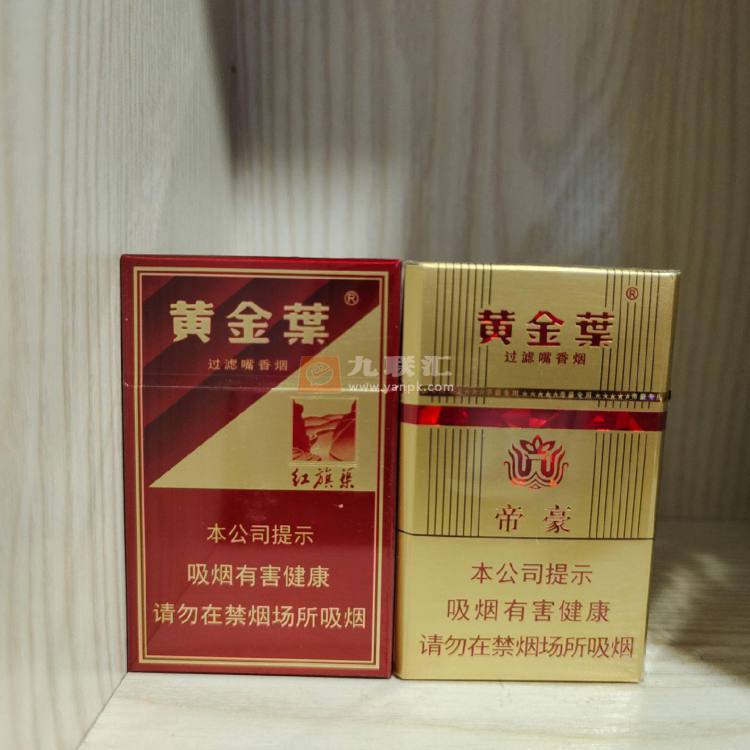 黄金葉®
过滤嘴香烟
红旗渠
本公司提示
吸烟有害健康
请勿在禁烟场所吸烟
黄金葉®
过滤嘴香烟
帝豪
本公司提示
吸烟有害健康
请勿在禁烟场所吸烟
九联汇
www.yanpk.com